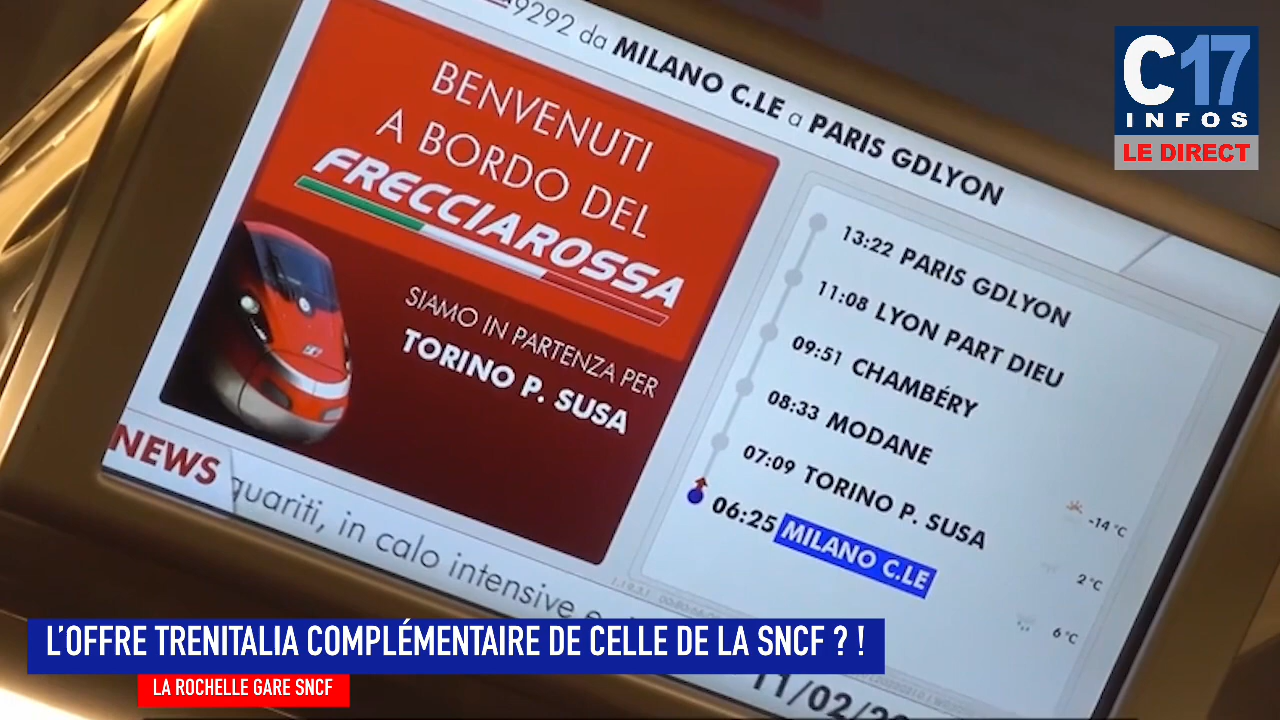 9292 da MILANO C.LE a PARIS GDLYON
BENVENUTI
A BORDO DEL
FRECCIAROSSA
SIAMO IN PARTENZA PER
TORINO P. SUSA
13:22 PARIS GDLYON
11:08 LYON PART DIEU
09:51 CHAMBÉRY
08:33 MODANE
07:09 TORINO P. SUSA
06:25 MILANO C.LE
-14 °C
2 °C
6 °C
NEWS
quariti, in calo intensive e
11/02/20
C17
INFOS
LE DIRECT
L'OFFRE TRENITALIA COMPLÉMENTAIRE DE CELLE DE LA SNCF ? !
LA ROCHELLE GARE SNCF